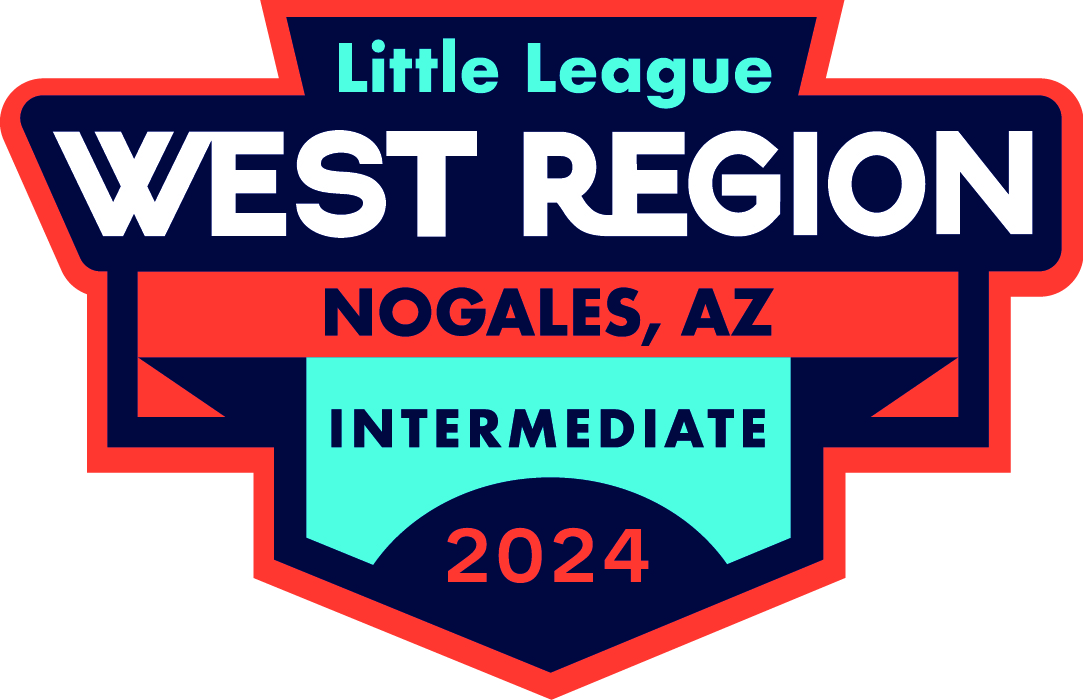 Little League
WEST REGION
NOGALES, AZ
INTERMEDIATE
2024